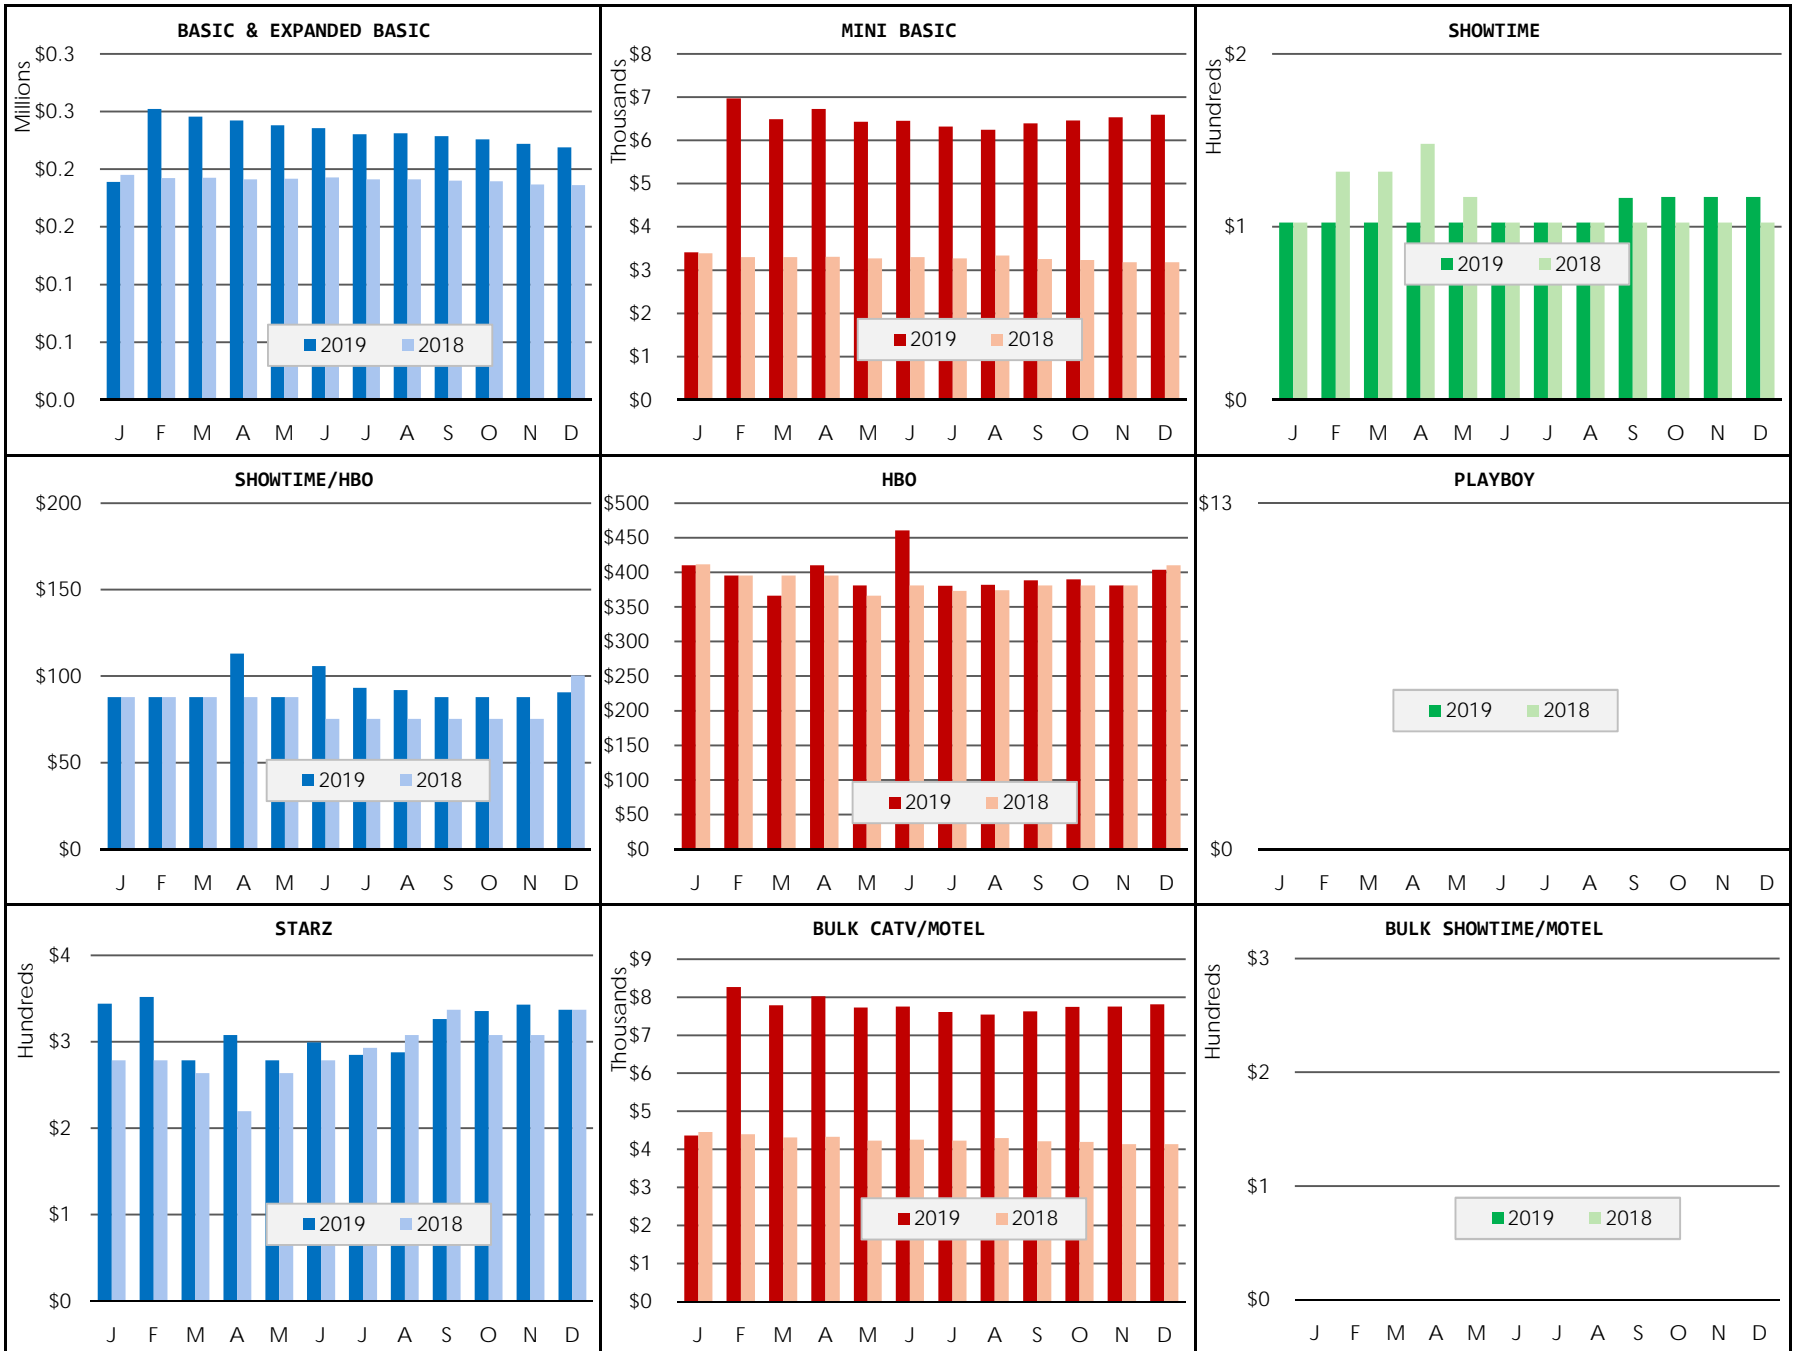 BASIC & EXPANDED BASIC
Millions
$0.3
$0.3
$0.2
$0.2
$0.1
$0.1
$0.0
2019 2018
J F M A M J J A S O N D
MINI BASIC
Thousands
$8
$7
$6
$5
$4
$3
$2
$1
$0
2019 2018
J F M A M J J A S O N D
SHOWTIME
Hundreds
$2
$1
$0
2019 2018
J F M A M J J A S O N D
SHOWTIME/HBO
$200
$150
$100
$50
$0
2019 2018
J F M A M J J A S O N D
HBO
$500
$450
$400
$350
$300
$250
$200
$150
$100
$50
$0
2019 2018
J F M A M J J A S O N D
PLAYBOY
$13
$0
2019 2018
J F M A M J J A S O N D
STARZ
Hundreds
$4
$3
$2
$1
$0
2019 2018
J F M A M J J A S O N D
BULK CATV/MOTEL
Thousands
$9
$8
$7
$6
$5
$4
$3
$2
$1
$0
2019 2018
J F M A M J J A S O N D
BULK SHOWTIME/MOTEL
Hundreds
$3
$2
$1
$0
2019 2018
J F M A M J J A S O N D